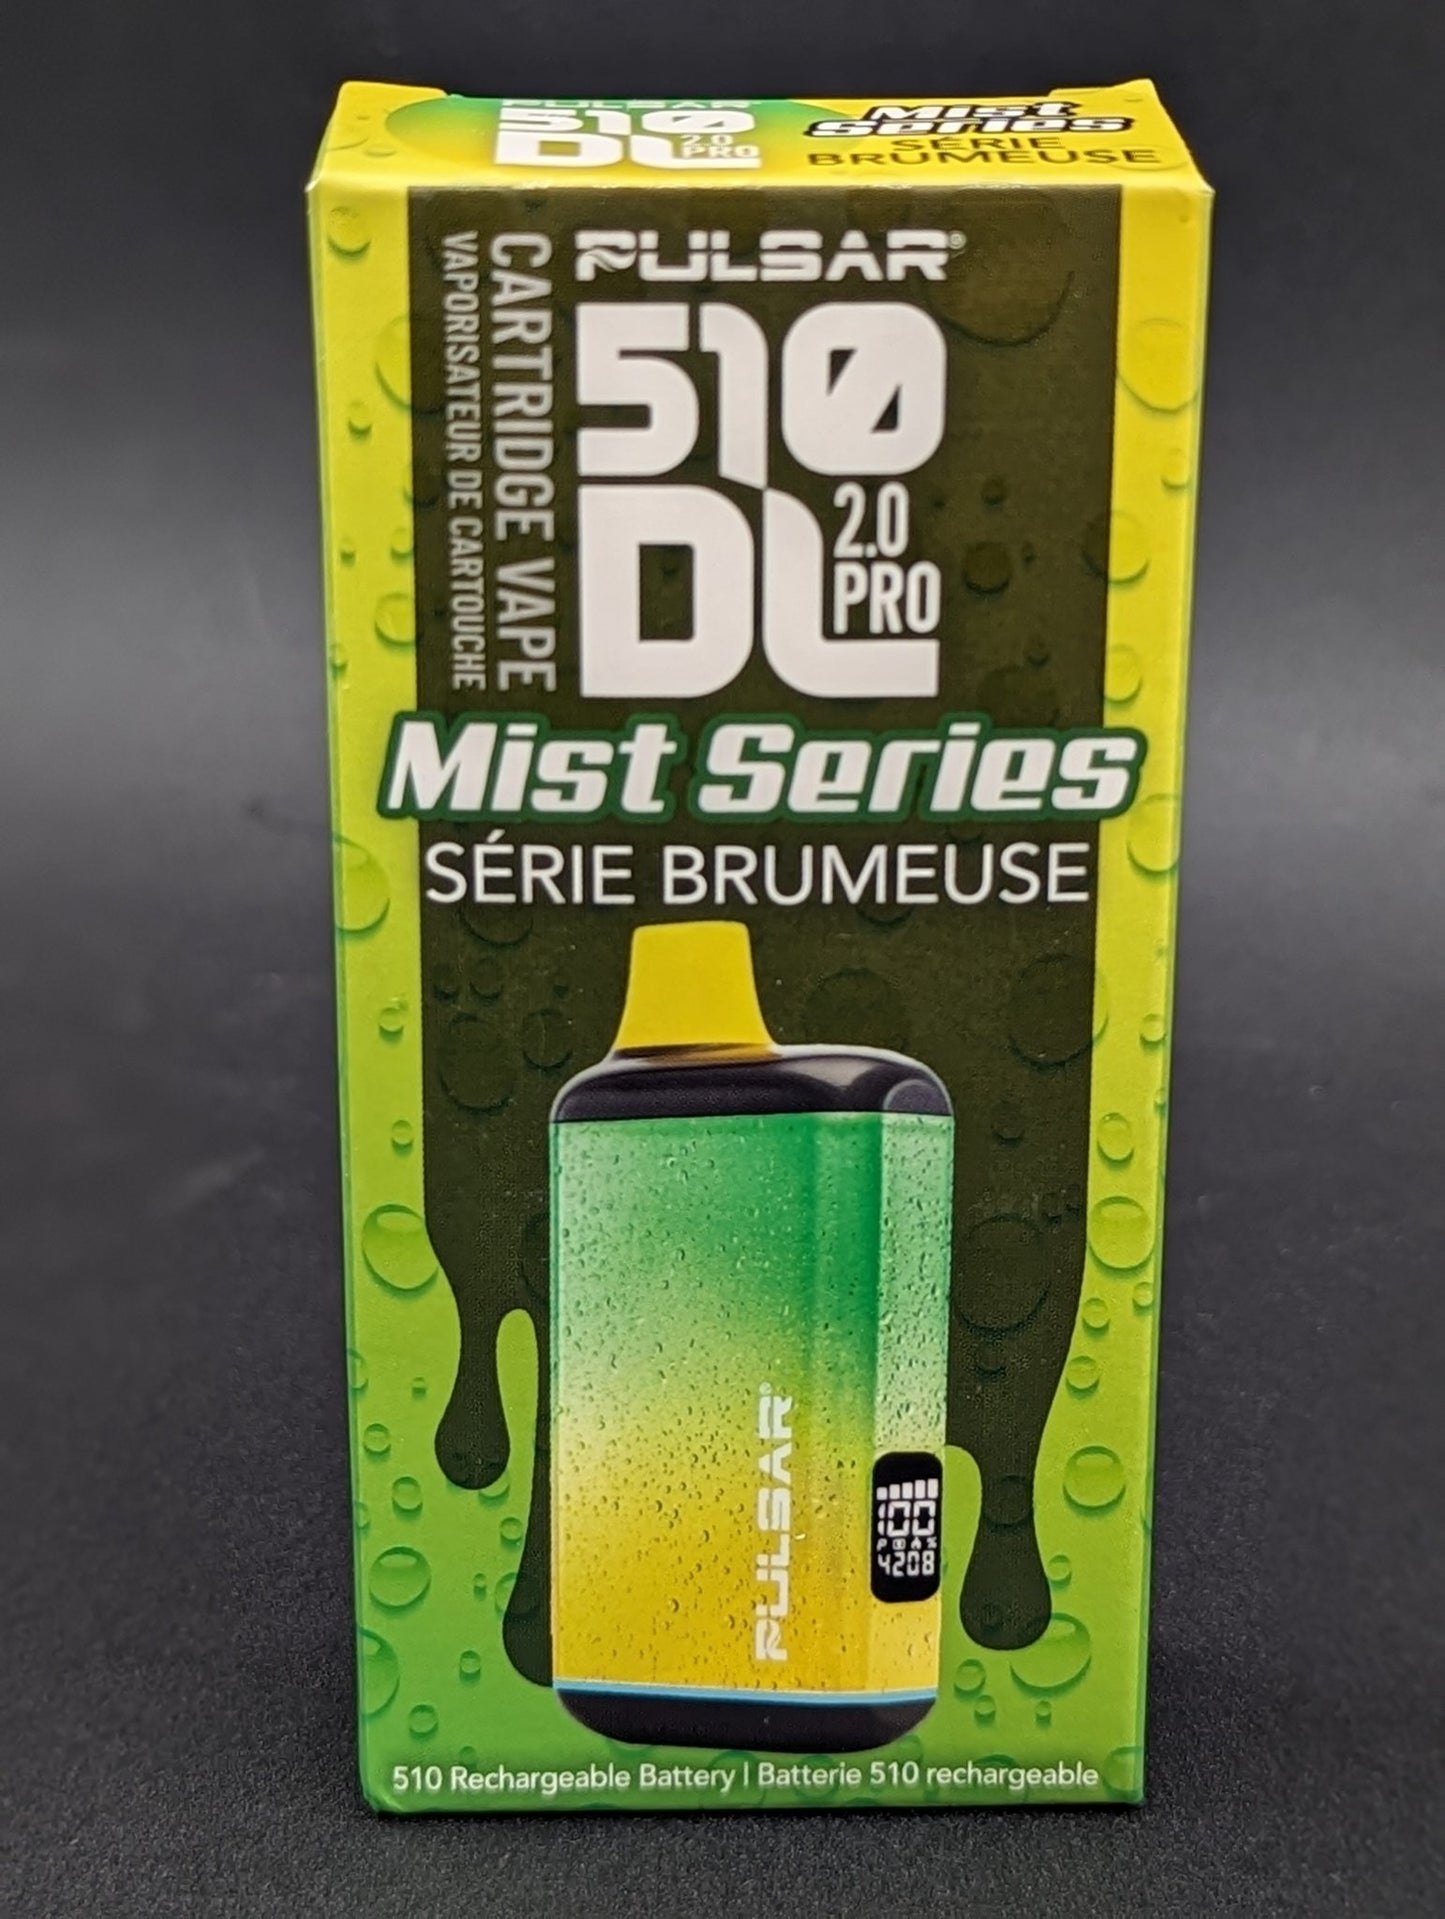 PULSAR
510
DL 2.0
PRO
Mist
Series
SÉRIE
BRUMEUSE
CARTRIDGE VAPE
VAPORISATEUR DE CARTOUCHE
PULSAR®
510
DL 2.0
PRO
Mist Series
SÉRIE BRUMEUSE
PULSAR®
100
4208
510 Rechargeable Battery | Batterie 510 rechargeable